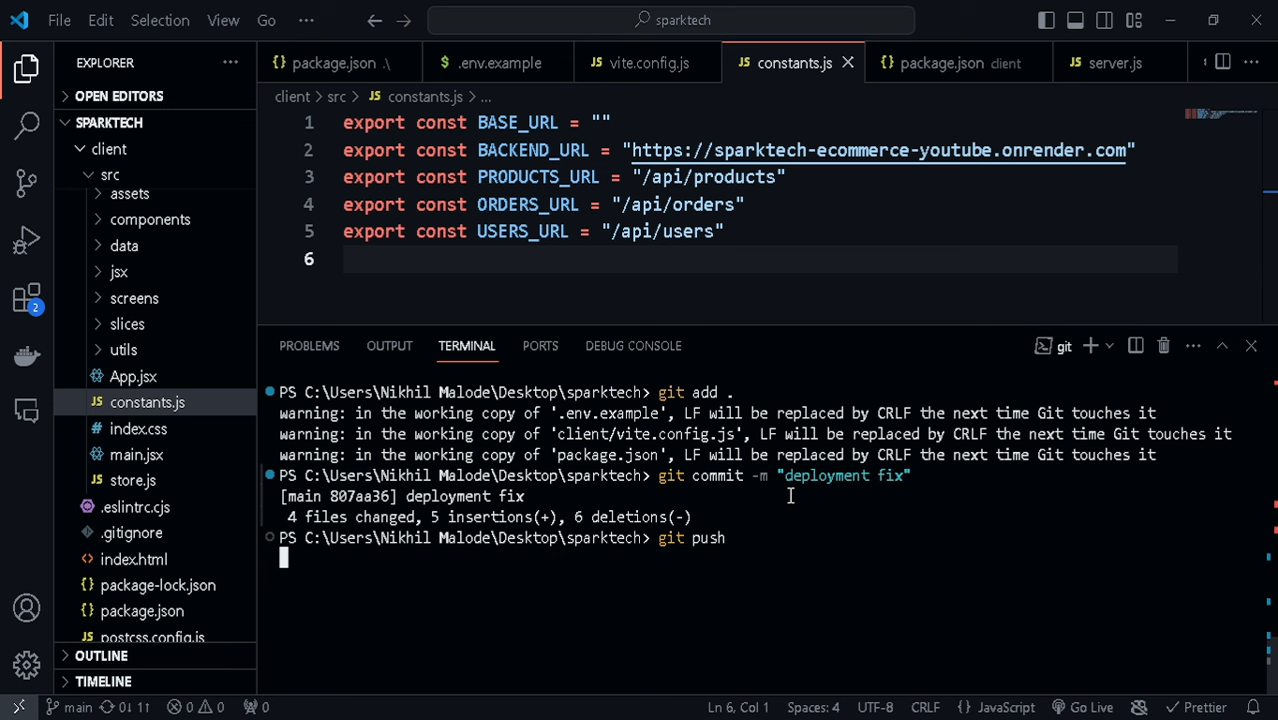 File Edit Selection View Go ··· sparktech
EXPLORER ···
OPEN EDITORS
SPARKTECH
client
src
assets
components
data
jsx
screens
slices
utils
App.jsx
JS constants.js
# index.css
main.jsx
JS store.js
.eslintrc.cjs
.gitignore
<> index.html
{} package-lock.json
{} package.json
JS postcss.config.js
OUTLINE
TIMELINE
2
{} package.json .\
$ .env.example
JS vite.config.js
JS constants.js
{} package.json client
JS server.js
client > src > JS constants.js > ...
1 export const BASE_URL = ""
2 export const BACKEND_URL = "https://sparktech-ecommerce-youtube.onrender.com"
3 export const PRODUCTS_URL = "/api/products"
4 export const ORDERS_URL = "/api/orders"
5 export const USERS_URL = "/api/users"
6
PROBLEMS OUTPUT TERMINAL PORTS DEBUG CONSOLE git
PS C:\Users\Nikhil Malode\Desktop\sparktech> git add .
warning: in the working copy of '.env.example', LF will be replaced by CRLF the next time Git touches it
warning: in the working copy of 'client/vite.config.js', LF will be replaced by CRLF the next time Git touches it
warning: in the working copy of 'package.json', LF will be replaced by CRLF the next time Git touches it
PS C:\Users\Nikhil Malode\Desktop\sparktech> git commit -m "deployment fix"
[main 807aa36] deployment fix
 4 files changed, 5 insertions(+), 6 deletions(-)
PS C:\Users\Nikhil Malode\Desktop\sparktech> git push
main 0↓ 1↑ 0 0 0 Ln 6, Col 1 Spaces: 4 UTF-8 CRLF {} JavaScript Go Live Prettier